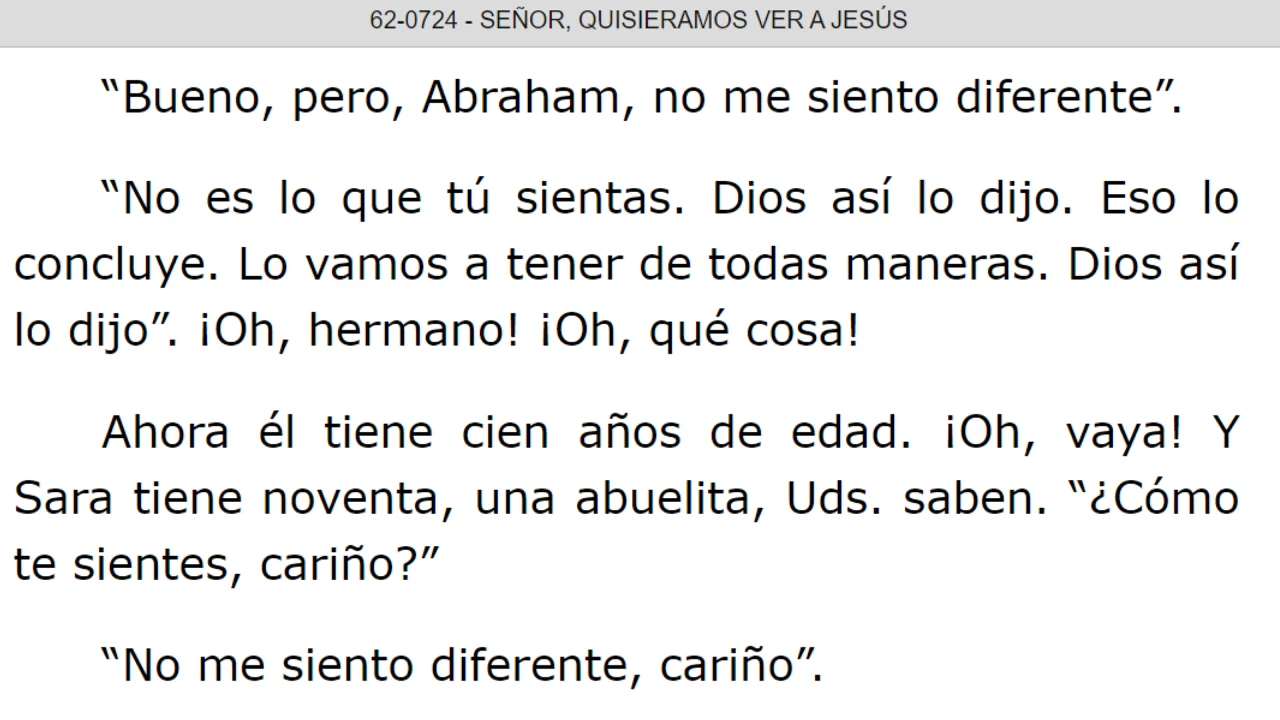 62-0724 - SEÑOR, QUISIERAMOS VER A JESÚS
“Bueno, pero, Abraham, no me siento diferente”.
“No es lo que tú sientas. Dios así lo dijo. Eso lo
concluye. Lo vamos a tener de todas maneras. Dios así
lo dijo”. ¡Oh, hermano! ¡Oh, qué cosa!
Ahora él tiene cien años de edad. ¡Oh, vaya! Y
Sara tiene noventa, una abuelita, Uds. saben. “¿Cómo
te sientes, cariño?”
“No me siento diferente, cariño”.